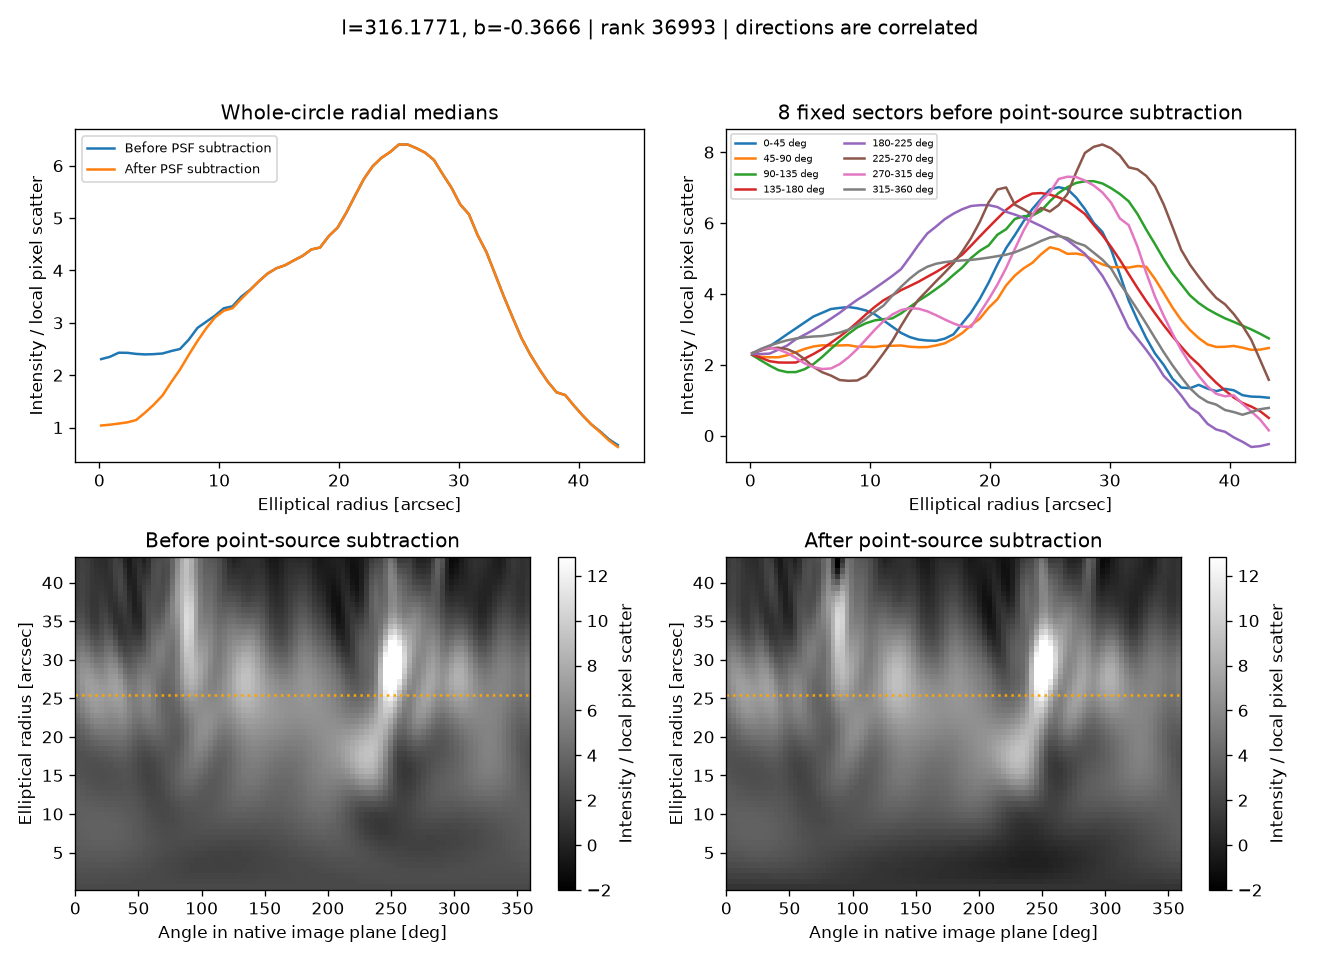 l=316.1771, b=-0.3666 | rank 36993 | directions are correlated
Whole-circle radial medians
Before PSF subtraction
After PSF subtraction
Intensity / local pixel scatter
6
5
4
3
2
1
0
10
20
30
40
Elliptical radius [arcsec]
8 fixed sectors before point-source subtraction
0-45 deg
45-90 deg
90-135 deg
135-180 deg
180-225 deg
225-270 deg
270-315 deg
315-360 deg
Intensity / local pixel scatter
8
6
4
2
0
0
10
20
30
40
Elliptical radius [arcsec]
Before point-source subtraction
Elliptical radius [arcsec]
40
35
30
25
20
15
10
5
0
50
100
150
200
250
300
350
Angle in native image plane [deg]
12
10
8
6
4
2
0
−2
Intensity / local pixel scatter
After point-source subtraction
Elliptical radius [arcsec]
40
35
30
25
20
15
10
5
0
50
100
150
200
250
300
350
Angle in native image plane [deg]
12
10
8
6
4
2
0
−2
Intensity / local pixel scatter